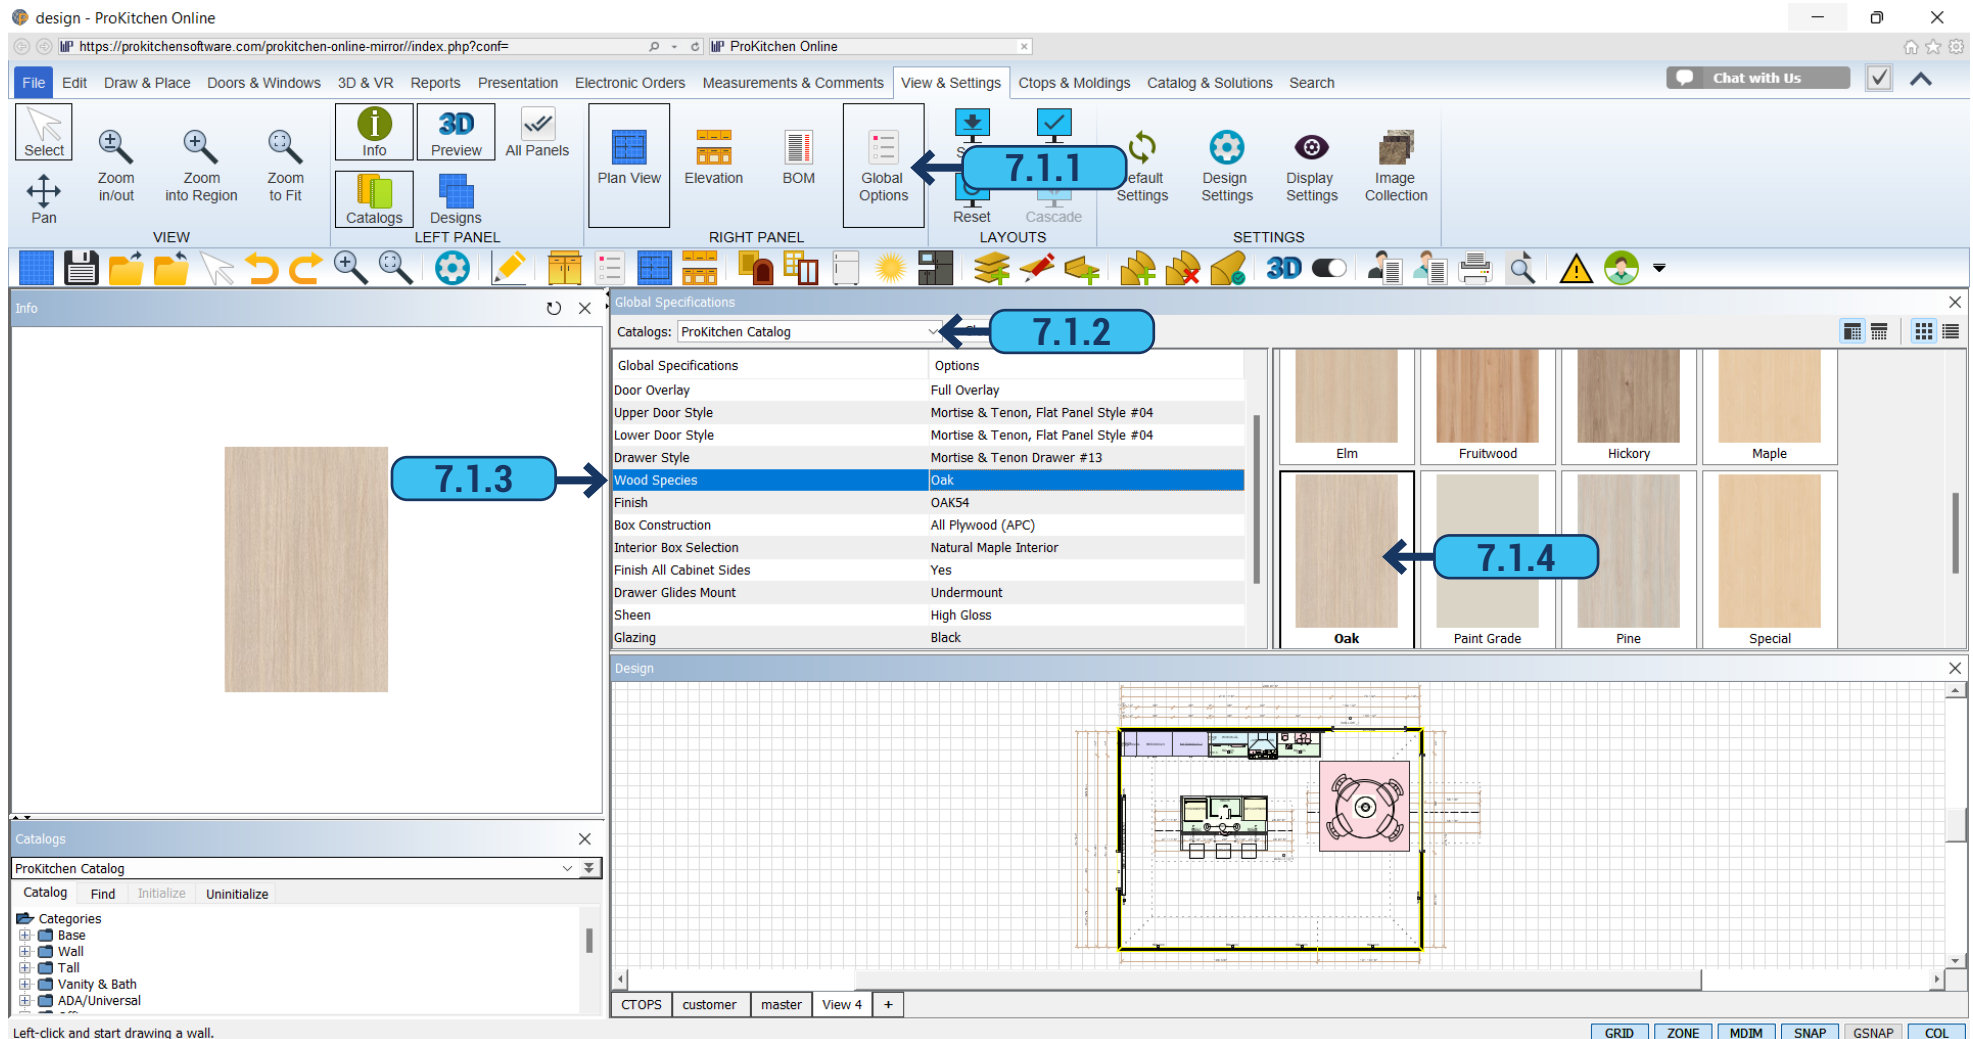 design - ProKitchen Online
https://prokitchensoftware.com/prokitchen-online-mirror//index.php?conf=
ProKitchen Online
File Edit Draw & Place Doors & Windows 3D & VR Reports Presentation Electronic Orders Measurements & Comments View & Settings Ctops & Moldings Catalog & Solutions Search
Chat with Us
Select
Pan
Zoom in/out
Zoom into Region
Zoom to Fit
VIEW
Info
3D
Preview
All Panels
Catalogs
Designs
LEFT PANEL
Plan View
Elevation
BOM
Global Options
RIGHT PANEL
7.1.1
Reset
Cascade
LAYOUTS
Settings
Design Settings
Display Settings
Image Collection
SETTINGS
3D
Info
Global Specifications
Catalogs: ProKitchen Catalog
7.1.2
Global Specifications Options
Door Overlay Full Overlay
Upper Door Style Mortise & Tenon, Flat Panel Style #04
Lower Door Style Mortise & Tenon, Flat Panel Style #04
Drawer Style Mortise & Tenon Drawer #13
7.1.3
Wood Species Oak
Finish OAK54
Box Construction All Plywood (APC)
Interior Box Selection Natural Maple Interior
Finish All Cabinet Sides Yes
Drawer Glides Mount Undermount
Sheen High Gloss
Glazing Black
Elm Fruitwood Hickory Maple
7.1.4
Oak Paint Grade Pine Special
Design
Catalogs
ProKitchen Catalog
Catalog Find Initialize Uninitialize
Categories
Base
Wall
Tall
Vanity & Bath
ADA/Universal
CTOPS customer master View 4 +
Left-click and start drawing a wall.
GRID ZONE MDIM SNAP GSNAP COL